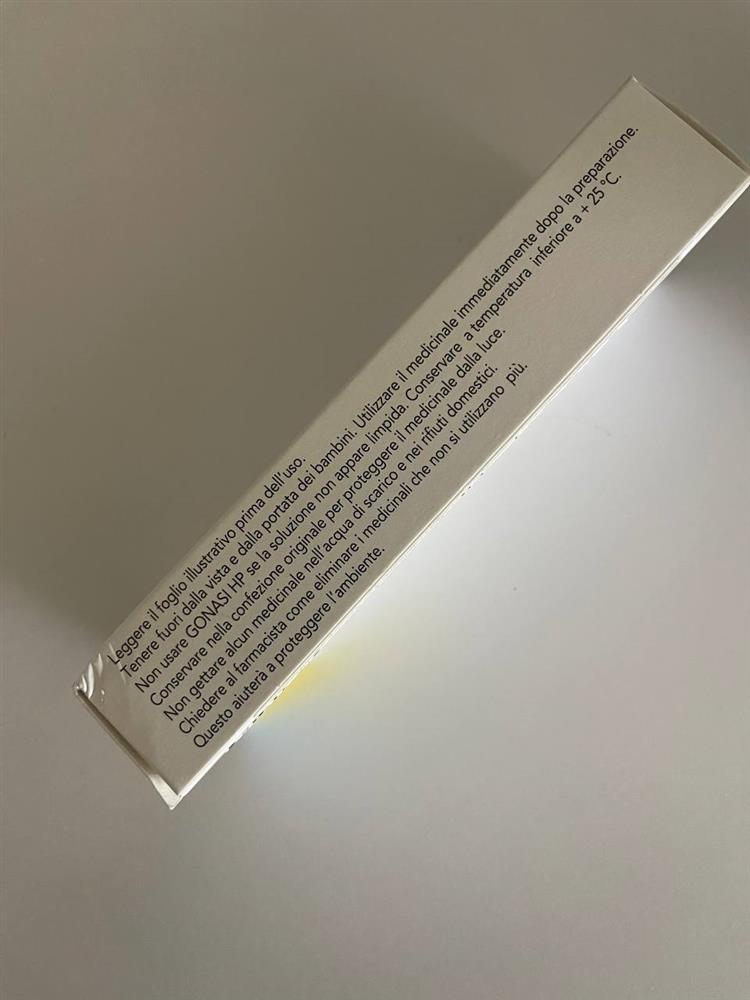 Leggere il foglio illustrativo prima dell'uso.
Tenere fuori dalla vista e dalla portata dei bambini. Utilizzare il medicinale immediatamente dopo la preparazione.
Non usare GONASI HP se la soluzione non appare limpida. Conservare a temperatura inferiore a + 25 °C.
Conservare nella confezione originale per proteggere il medicinale dalla luce.
Non gettare alcun medicinale nell'acqua di scarico e nei rifiuti domestici.
Chiedere al farmacista come eliminare i medicinali che non si utilizzano più.
Questo aiuterà a proteggere l'ambiente.